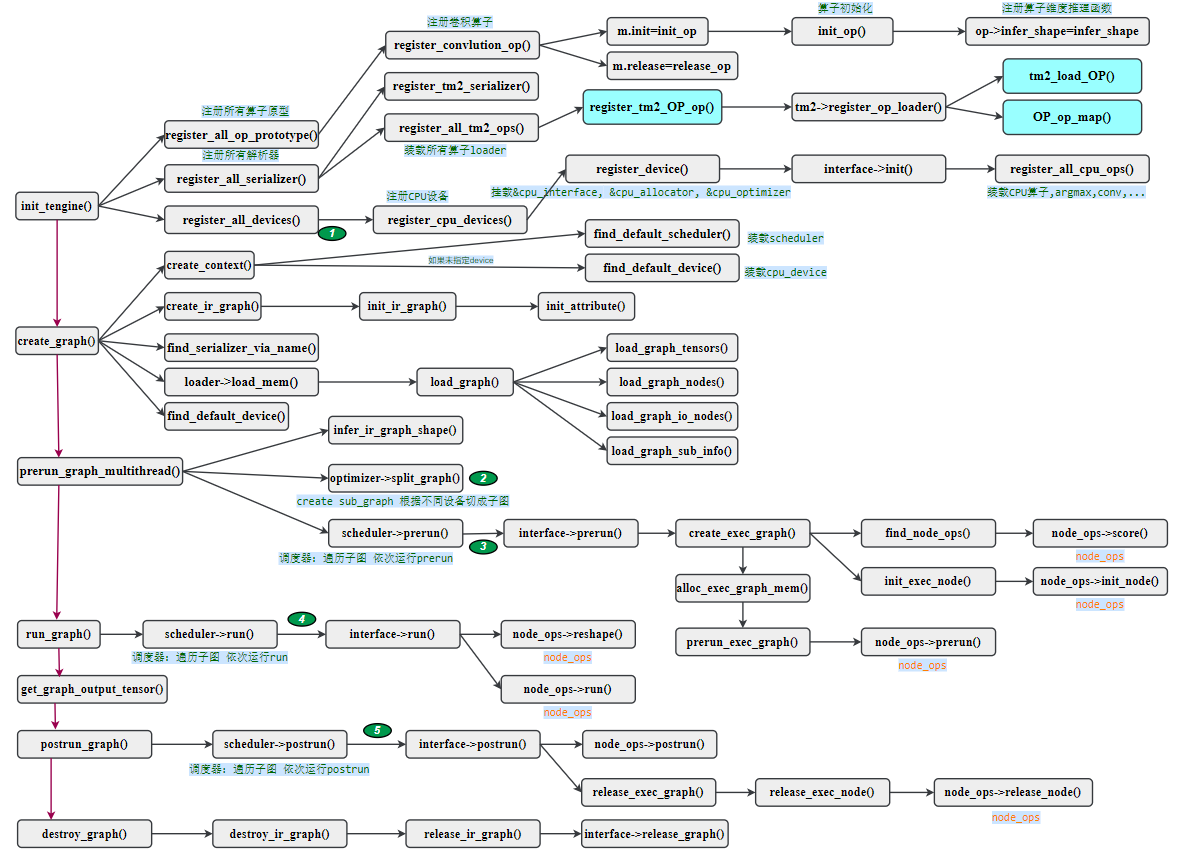 算子初始化
注册算子维度推理函数
注册卷积算子
m.init=init_op
init_op()
op->infer_shape=infer_shape
register_convlution_op()
m.release=release_op
tm2_load_OP()
register_tm2_serializer()
注册所有算子原型
register_tm2_OP_op()
tm2->register_op_loader()
OP_op_map()
register_all_op_prototype()
register_all_tm2_ops()
注册所有解析器
装载所有算子loader
register_all_serializer()
register_device()
interface->init()
register_all_cpu_ops()
注册CPU设备
挂载&cpu_interface, &cpu_allocator, &cpu_optimizer
装载CPU算子,argmax,conv,...
init_tengine()
register_all_devices()
register_cpu_devices()
1
find_default_scheduler()
装载scheduler
create_context()
如果未指定device
find_default_device()
装载cpu_device
create_ir_graph()
init_ir_graph()
init_attribute()
create_graph()
find_serializer_via_name()
load_graph_tensors()
loader->load_mem()
load_graph()
load_graph_nodes()
find_default_device()
load_graph_io_nodes()
infer_ir_graph_shape()
load_graph_sub_info()
prerun_graph_multithread()
optimizer->split_graph()
2
create sub_graph 根据不同设备切成子图
scheduler->prerun()
3
interface->prerun()
create_exec_graph()
find_node_ops()
node_ops->score()
调度器：遍历子图 依次运行prerun
node_ops
alloc_exec_graph_mem()
init_exec_node()
node_ops->init_node()
node_ops
4
run_graph()
scheduler->run()
interface->run()
node_ops->reshape()
prerun_exec_graph()
node_ops->prerun()
调度器：遍历子图 依次运行run
node_ops
node_ops
get_graph_output_tensor()
node_ops->run()
node_ops
5
postrun_graph()
scheduler->postrun()
interface->postrun()
node_ops->postrun()
调度器：遍历子图 依次运行postrun
release_exec_graph()
release_exec_node()
node_ops->release_node()
node_ops
destroy_graph()
destroy_ir_graph()
release_ir_graph()
interface->release_graph()